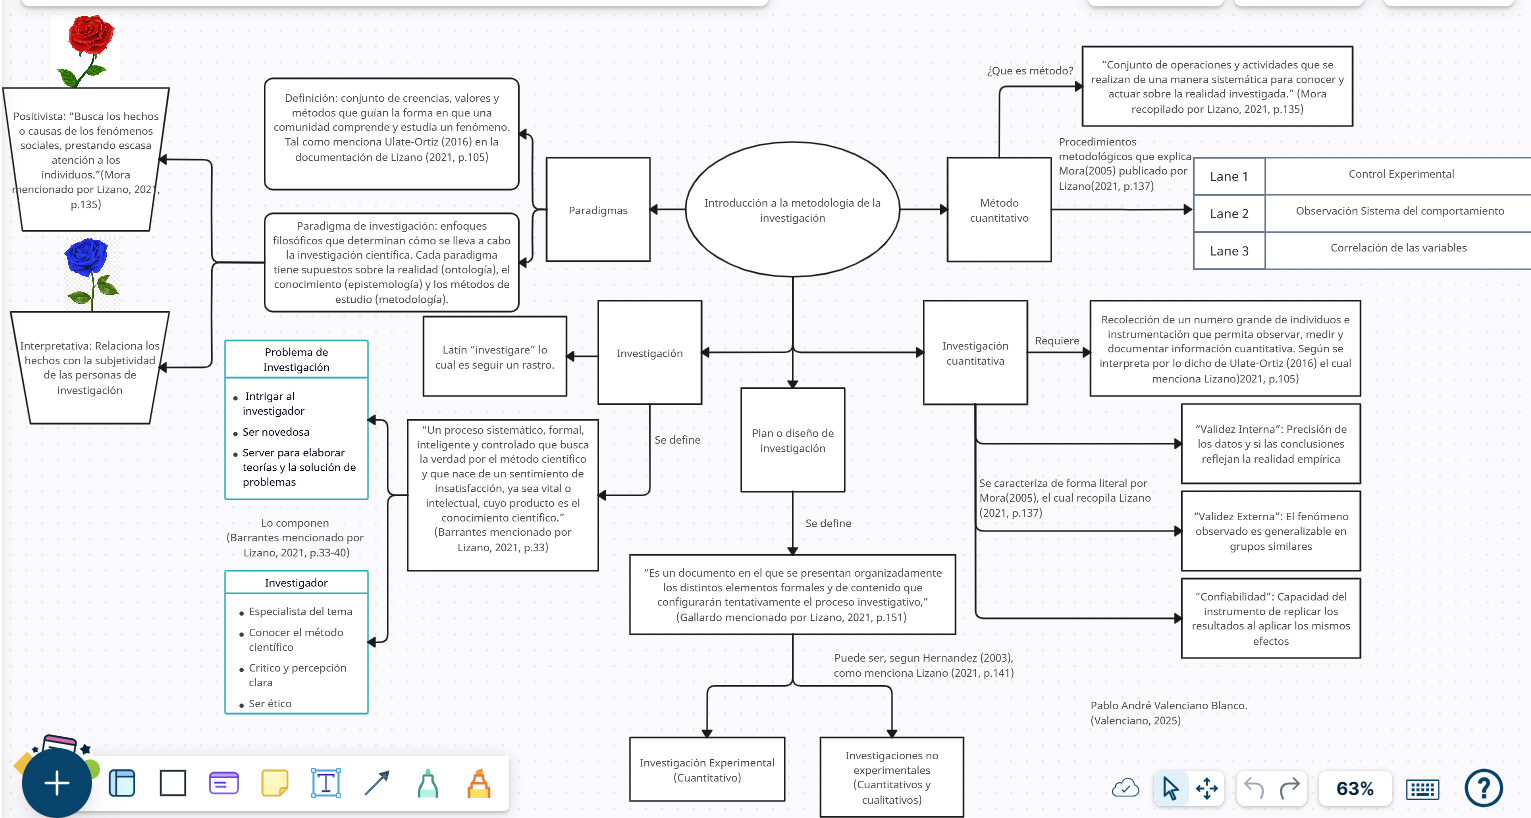 Positivista: “Busca los hechos
o causas de los fenómenos
sociales, prestando escasa
atención a los
individuos.”(Mora
mencionado por Lizano, 2021,
p.135)
Interpretativa: Relaciona los
hechos con la subjetividad
de las personas de
investigación
Definición: conjunto de creencias, valores y
métodos que guían la forma en que una
comunidad comprende y estudia un fenómeno.
Tal como menciona Ulate-Ortiz (2016) en la
documentación de Lizano (2021, p.105)
Paradigma de investigación: enfoques
filosóficos que determinan cómo se lleva a cabo
la investigación científica. Cada paradigma
tiene supuestos sobre la realidad (ontología), el
conocimiento (epistemología) y los métodos de
estudio (metodología).
Paradigmas
Introducción a la metodología de la
investigación
Método
cuantitativo
¿Que es método?
“Conjunto de operaciones y actividades que se
realizan de una manera sistemática para conocer y
actuar sobre la realidad investigada.” (Mora
recopilado por Lizano, 2021, p.135)
Procedimientos
metodológicos que explica
Mora(2005) publicado por
Lizano(2021, p.137)
Lane 1
Control Experimental
Lane 2
Observación Sistema del comportamiento
Lane 3
Correlación de las variables
Latín “investigare” lo
cual es seguir un rastro.
Investigación
Investigación
cuantitativa
Requiere
Recolección de un numero grande de individuos e
instrumentación que permita observar, medir y
documentar información cuantitativa. Según se
interpreta por lo dicho de Ulate-Ortiz (2016) el cual
menciona Lizano)2021, p.105)
Problema de
Investigación
Intrigar al
investigador
Ser novedosa
Server para elaborar
teorías y la solución de
problemas
Lo componen
(Barrantes mencionado por
Lizano, 2021, p.33-40)
Investigador
Especialista del tema
Conocer el método
científico
Critico y percepción
clara
Ser ético
“Un proceso sistemático, formal,
inteligente y controlado que busca
la verdad por el método científico
y que nace de un sentimiento de
insatisfacción, ya sea vital o
intelectual, cuyo producto es el
conocimiento científico.”
(Barrantes mencionado por
Lizano, 2021, p.33)
Se define
Plan o diseño de
investigación
Se define
“Es un documento en el que se presentan organizadamente
los distintos elementos formales y de contenido que
configurarán tentativamente el proceso investigativo,”
(Gallardo mencionado por Lizano, 2021, p.151)
Puede ser, segun Hernandez (2003),
como menciona Lizano (2021, p.141)
Investigación Experimental
(Cuantitativo)
Investigaciones no
experimentales
(Cuantitativos y
cualitativos)
Se caracteriza de forma literal por
Mora(2005), el cual recopila Lizano
(2021, p.137)
“Validez Interna”: Precisión de
los datos y si las conclusiones
reflejan la realidad empírica
“Validez Externa”: El fenómeno
observado es generalizable en
grupos similares
“Confiabilidad”: Capacidad del
instrumento de replicar los
resultados al aplicar los mismos
efectos
Pablo André Valenciano Blanco.
(Valenciano, 2025)
63%